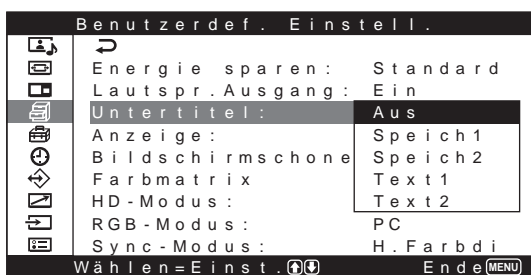 Benutzerdef. Einstell.
Energie sparen: Standard
Lautspr.Ausgang: Ein
Untertitel: Aus
Anzeige: Speich1
Bildschirmschone Speich2
Farbmatrix Text1
HD-Modus: Text2
RGB-Modus: PC
Sync-Modus: H.Farbdi
Wählen=Einst. Ende MENU